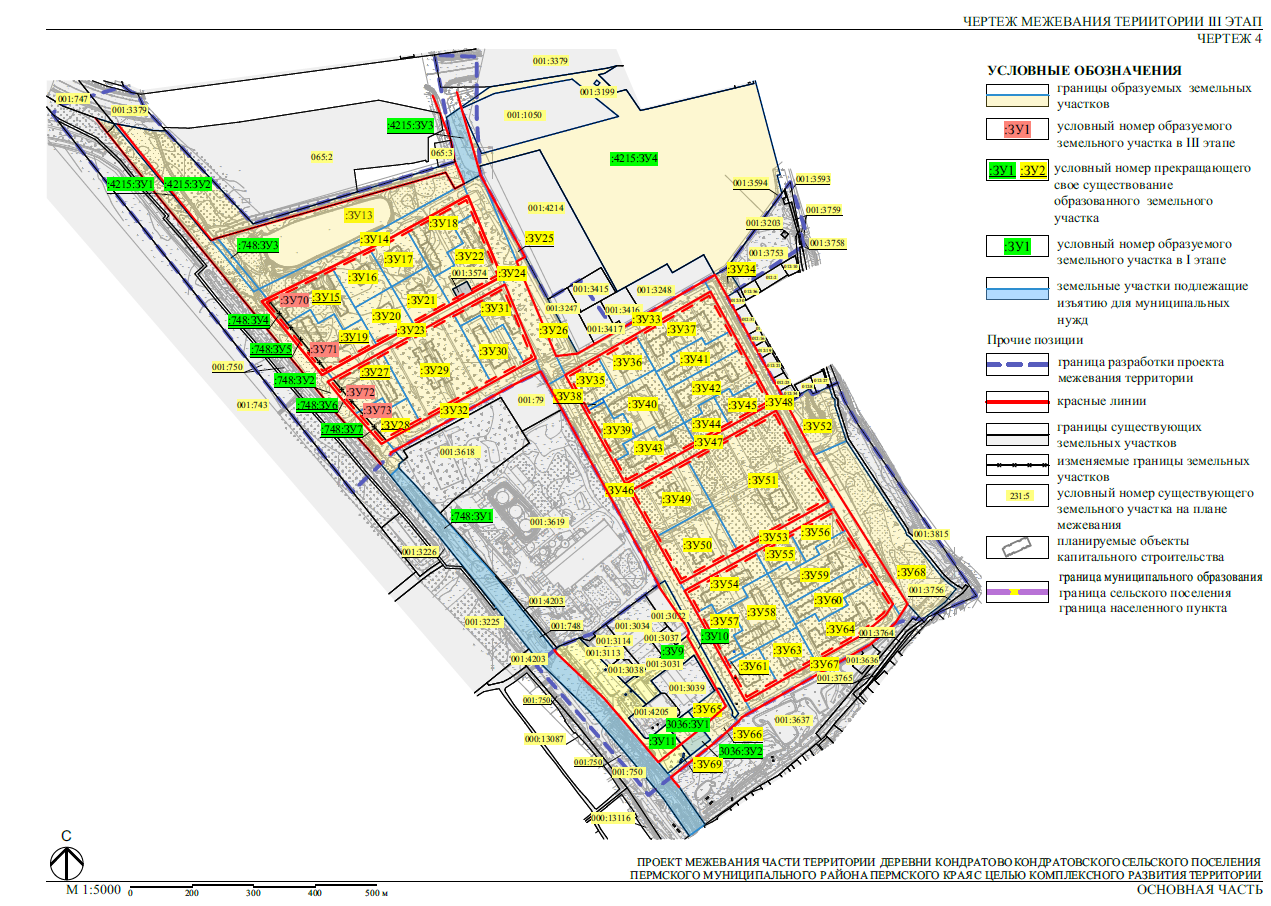 ЧЕРТЕЖ МЕЖЕВАНИЯ ТЕРИИТОРИИ III ЭТАП
ЧЕРТЕЖ 4
УСЛОВНЫЕ ОБОЗНАЧЕНИЯ
границы образуемых земельных
участков
:ЗУ1
условный номер образуемого
земельного участка в III этапе
:ЗУ1 :ЗУ2
условный номер прекращающего
свое существование
образованного земельного
участка
:ЗУ1
условный номер образуемого
земельного участка в I этапе
земельные участки подлежащие
изъятию для муниципальных
нужд
Прочие позиции
граница разработки проекта
межевания территории
красные линии
границы существующих
земельных участков
изменяемые границы земельных
участков
231:5
условный номер существующего
земельного участка на плане
межевания
планируемые объекты
капитального строительства
граница муниципального образования
граница сельского поселения
граница населенного пункта
001:3379
001:747
001:3379
001:3199
001:1050
:4215:ЗУ3
065:2
065:3
:4215:ЗУ4
:4215:ЗУ1
:4215:ЗУ2
001:3594
001:3593
001:4214
001:3759
:ЗУ13
:ЗУ18
001:3203
:748:ЗУ3
:ЗУ14
:ЗУ25
001:3758
:ЗУ17
:ЗУ22
001:3753
:ЗУ16
001:3574
:ЗУ24
:ЗУ34
001:3415
001:3248
:ЗУ70
:ЗУ15
:ЗУ21
:ЗУ31
001:3247
001:3416
:748:ЗУ4
:ЗУ20
:ЗУ33
:ЗУ19
:ЗУ23
:ЗУ26
001:3417
:ЗУ37
:748:ЗУ5
:ЗУ71
:ЗУ30
:ЗУ36
:ЗУ41
001:750
:ЗУ27
:ЗУ29
:748:ЗУ2
:ЗУ35
:ЗУ72
:ЗУ42
001:743
:748:ЗУ6
:ЗУ73
:ЗУ32
001:79
:ЗУ38
:ЗУ40
:ЗУ45
:ЗУ48
:748:ЗУ7
:ЗУ28
:ЗУ39
:ЗУ44
:ЗУ52
001:3618
:ЗУ43
:ЗУ47
:ЗУ46
:ЗУ49
:ЗУ51
:748:ЗУ1
001:3619
:ЗУ50
:ЗУ53
:ЗУ56
001:3815
001:3226
:ЗУ55
:ЗУ54
:ЗУ59
:ЗУ68
001:3756
001:4203
:ЗУ60
001:3225
001:748
001:3034
001:3032
:ЗУ57
:ЗУ58
:ЗУ64
001:3764
001:3114
001:3037
:ЗУ10
001:4203
001:3113
:ЗУ9
:ЗУ63
001:3636
001:3038
001:3031
:ЗУ61
:ЗУ67
001:3765
001:3039
001:750
001:4205
:ЗУ65
3036:ЗУ1
001:3637
000:13087
:ЗУ11
:ЗУ66
3036:ЗУ2
001:750
001:750
:ЗУ69
000:13116
С
М 1:5000
0 200 300 400 500 м
ПРОЕКТ МЕЖЕВАНИЯ ЧАСТИ ТЕРРИТОРИИ ДЕРЕВНИ КОНДРАТОВО КОНДРАТОВСКОГО СЕЛЬСКОГО ПОСЕЛЕНИЯ
ПЕРМСКОГО МУНИЦИПАЛЬНОГО РАЙОНА ПЕРМСКОГО КРАЯ С ЦЕЛЬЮ КОМПЛЕКСНОГО РАЗВИТИЯ ТЕРРИТОРИИ
ОСНОВНАЯ ЧАСТЬ